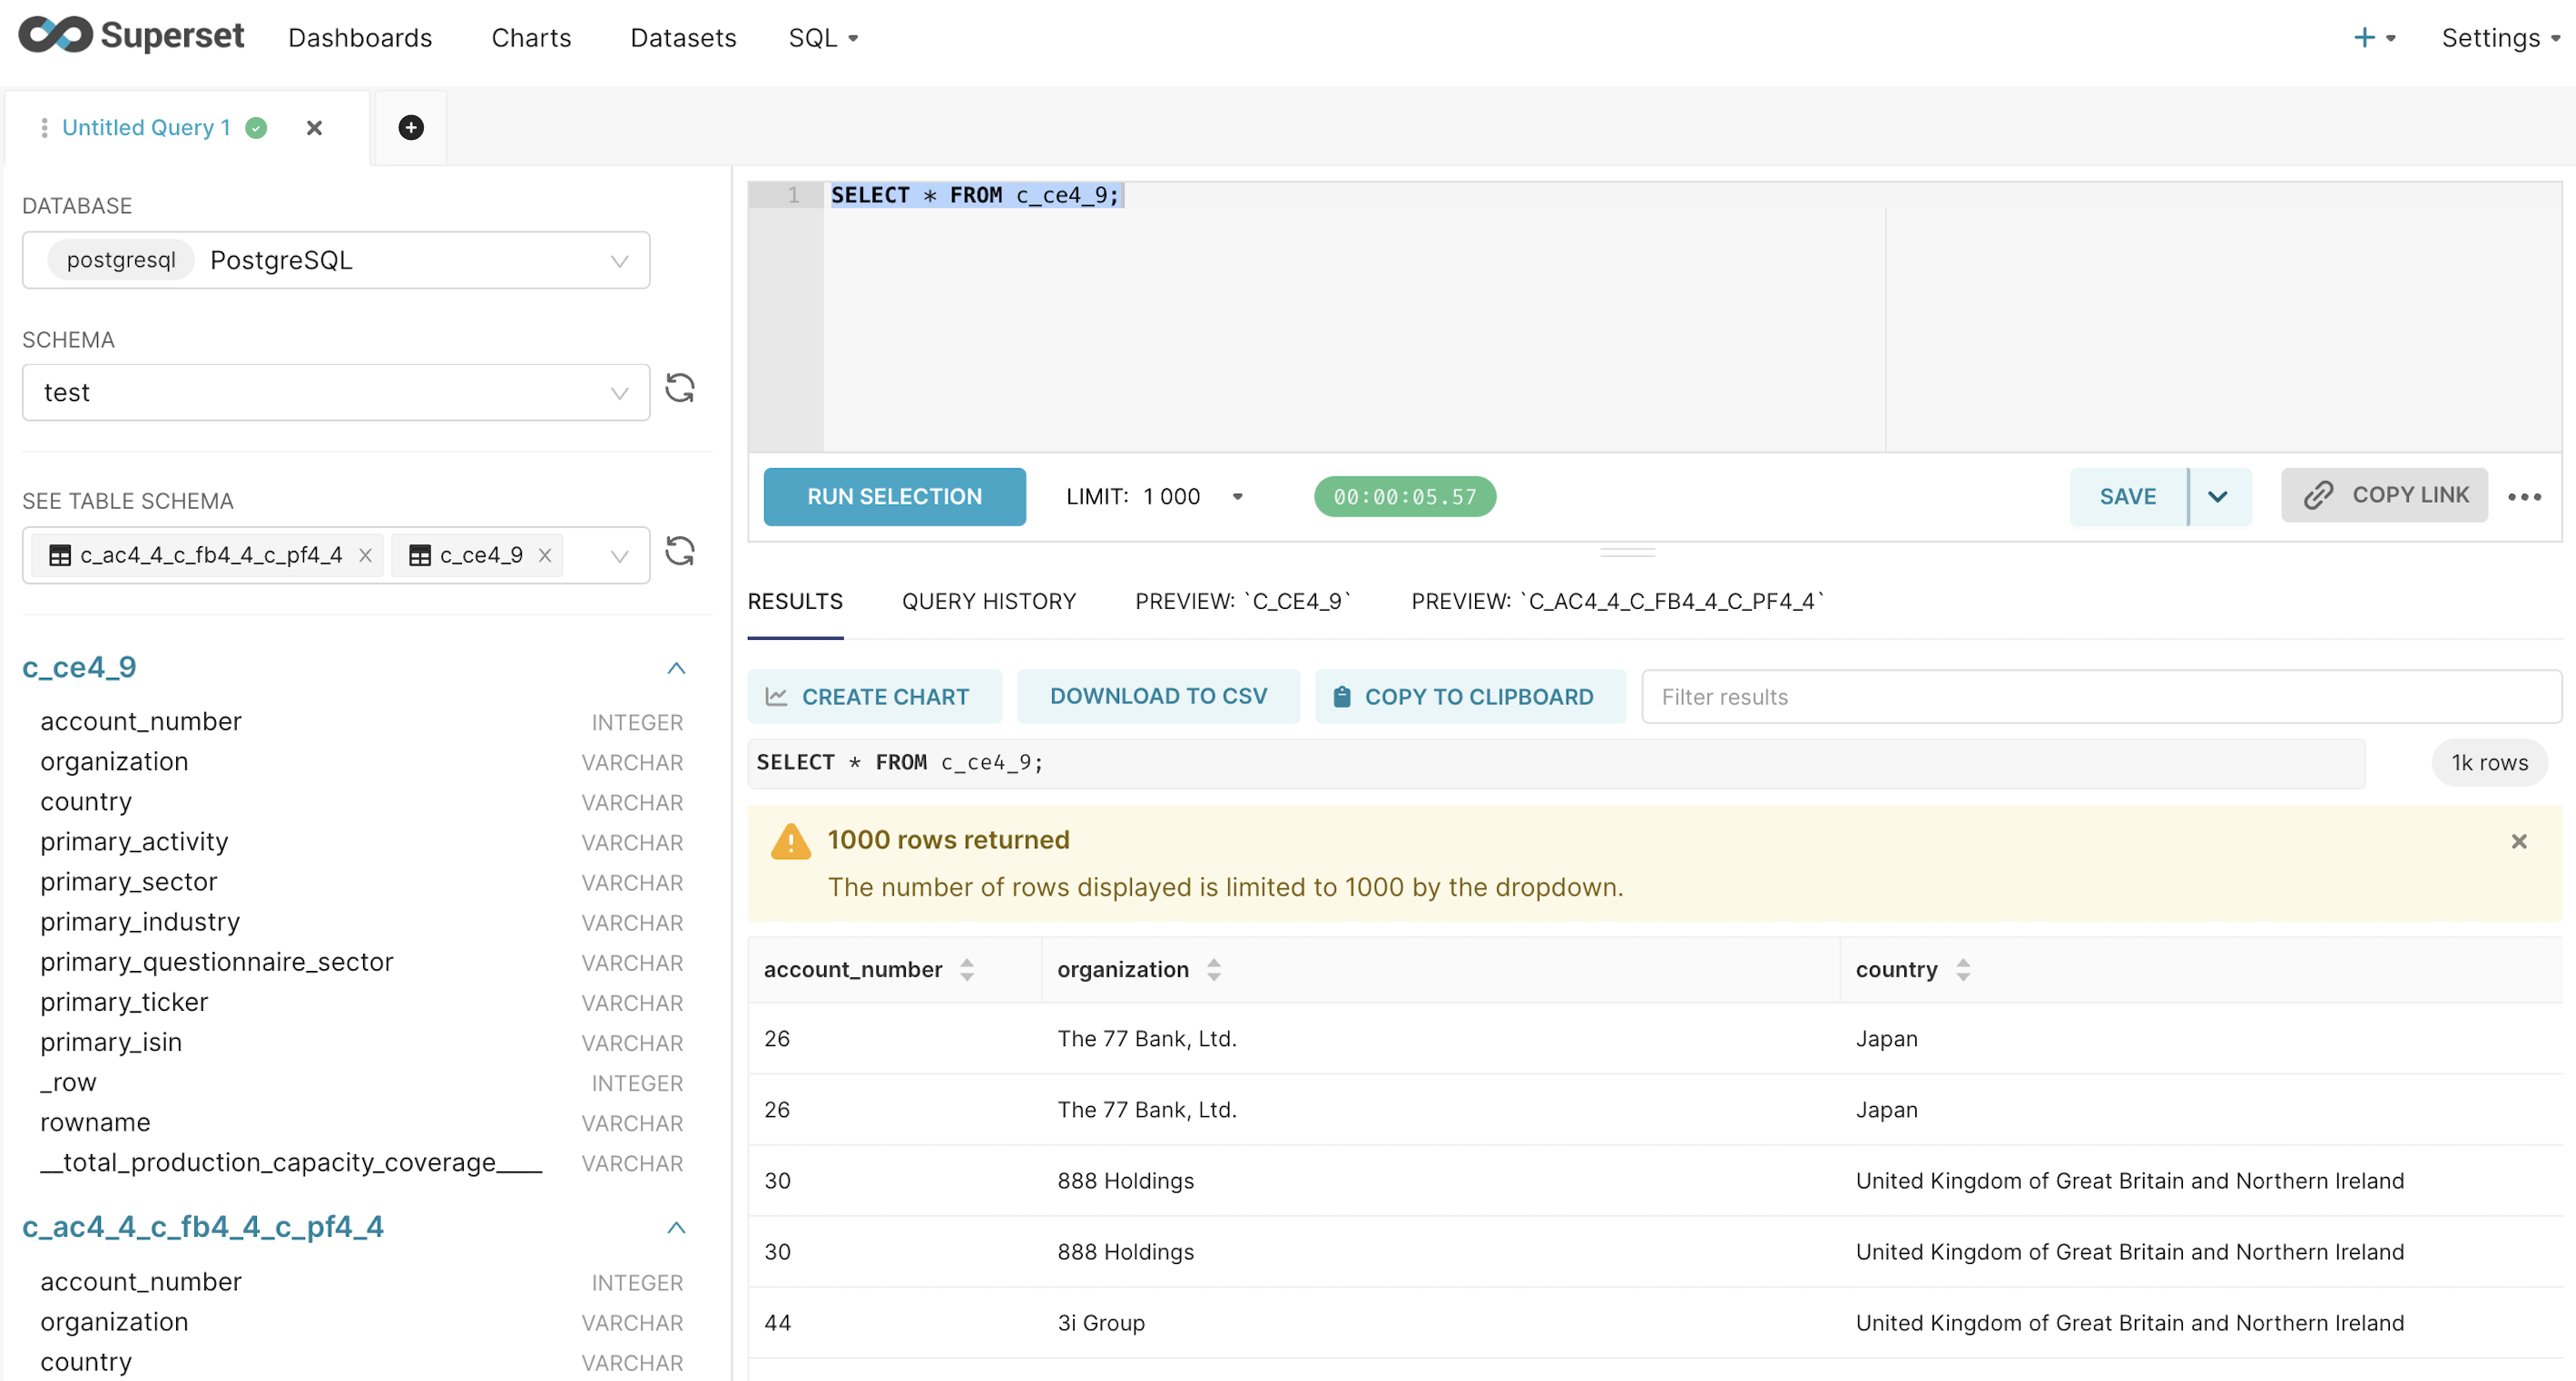 Superset Dashboards Charts Datasets SQL + Settings
Untitled Query 1
DATABASE
postgresql PostgreSQL
SCHEMA
test
SEE TABLE SCHEMA
c_ac4_4_c_fb4_4_c_pf4_4 c_ce4_9
c_ce4_9
account_number INTEGER
organization VARCHAR
country VARCHAR
primary_activity VARCHAR
primary_sector VARCHAR
primary_industry VARCHAR
primary_questionnaire_sector VARCHAR
primary_ticker VARCHAR
primary_isin VARCHAR
_row INTEGER
rowname VARCHAR
__total_production_capacity_coverage____ VARCHAR
c_ac4_4_c_fb4_4_c_pf4_4
account_number INTEGER
organization VARCHAR
country VARCHAR
1 SELECT * FROM c_ce4_9;
RUN SELECTION LIMIT: 1 000 00:00:05.57 SAVE COPY LINK
RESULTS QUERY HISTORY PREVIEW: `C_CE4_9` PREVIEW: `C_AC4_4_C_FB4_4_C_PF4_4`
CREATE CHART DOWNLOAD TO CSV COPY TO CLIPBOARD Filter results
SELECT * FROM c_ce4_9; 1k rows
1000 rows returned
The number of rows displayed is limited to 1000 by the dropdown.
account_number organization country
26 The 77 Bank, Ltd. Japan
26 The 77 Bank, Ltd. Japan
30 888 Holdings United Kingdom of Great Britain and Northern Ireland
30 888 Holdings United Kingdom of Great Britain and Northern Ireland
44 3i Group United Kingdom of Great Britain and Northern Ireland